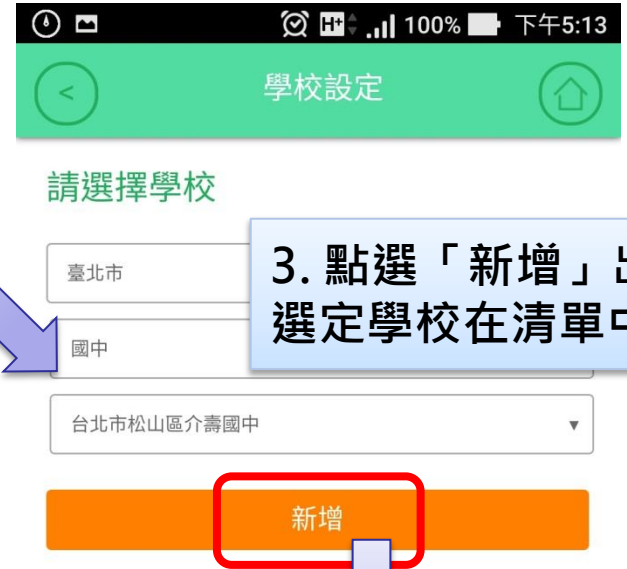 H+ 100% 下午5:13
< 學校設定
請選擇學校
臺北市
3. 點選「新增」
選定學校在清單
國中
台北市松山區介壽國中
新增